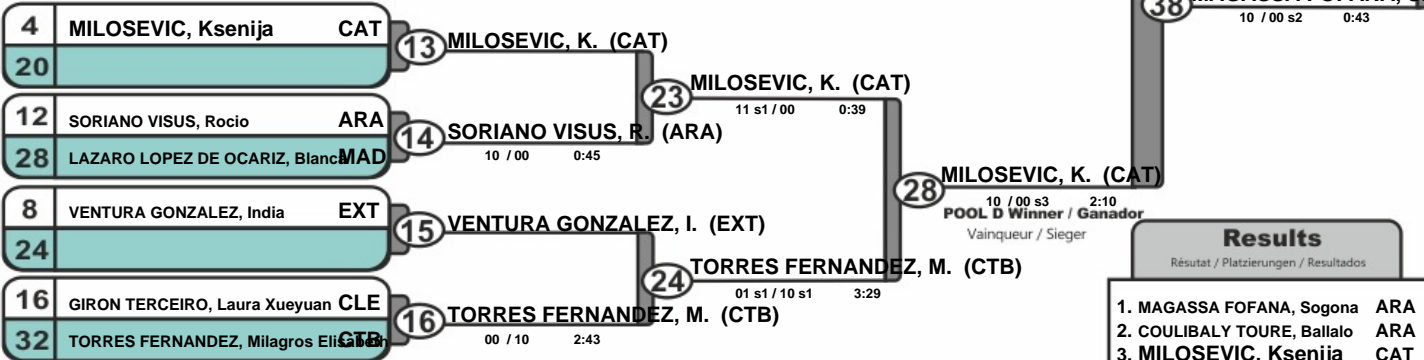 4 MILOSEVIC, Ksenija CAT
20
13 MILOSEVIC, K. (CAT)
12 SORIANO VISUS, Rocio ARA
28 LAZARO LOPEZ DE OCARIZ, Blanca MAD
14 SORIANO VISUS, R. (ARA)
10 / 00 0:45
23 MILOSEVIC, K. (CAT)
11 s1 / 00 0:39
8 VENTURA GONZALEZ, India EXT
24
15 VENTURA GONZALEZ, I. (EXT)
16 GIRON TERCEIRO, Laura Xueyuan CLE
32 TORRES FERNANDEZ, Milagros Elisabeth CTB
16 TORRES FERNANDEZ, M. (CTB)
00 / 10 2:43
24 TORRES FERNANDEZ, M. (CTB)
01 s1 / 10 s1 3:29
28 MILOSEVIC, K. (CAT)
10 / 00 s3 2:10
POOL D Winner / Ganador
Vainqueur / Sieger
38
10 / 00 s2 0:43
Results
Résutat / Platzierungen / Resultados
1. MAGASSA FOFANA, Sogona ARA
2. COULIBALY TOURE, Ballalo ARA
3. MILOSEVIC, Ksenija CAT